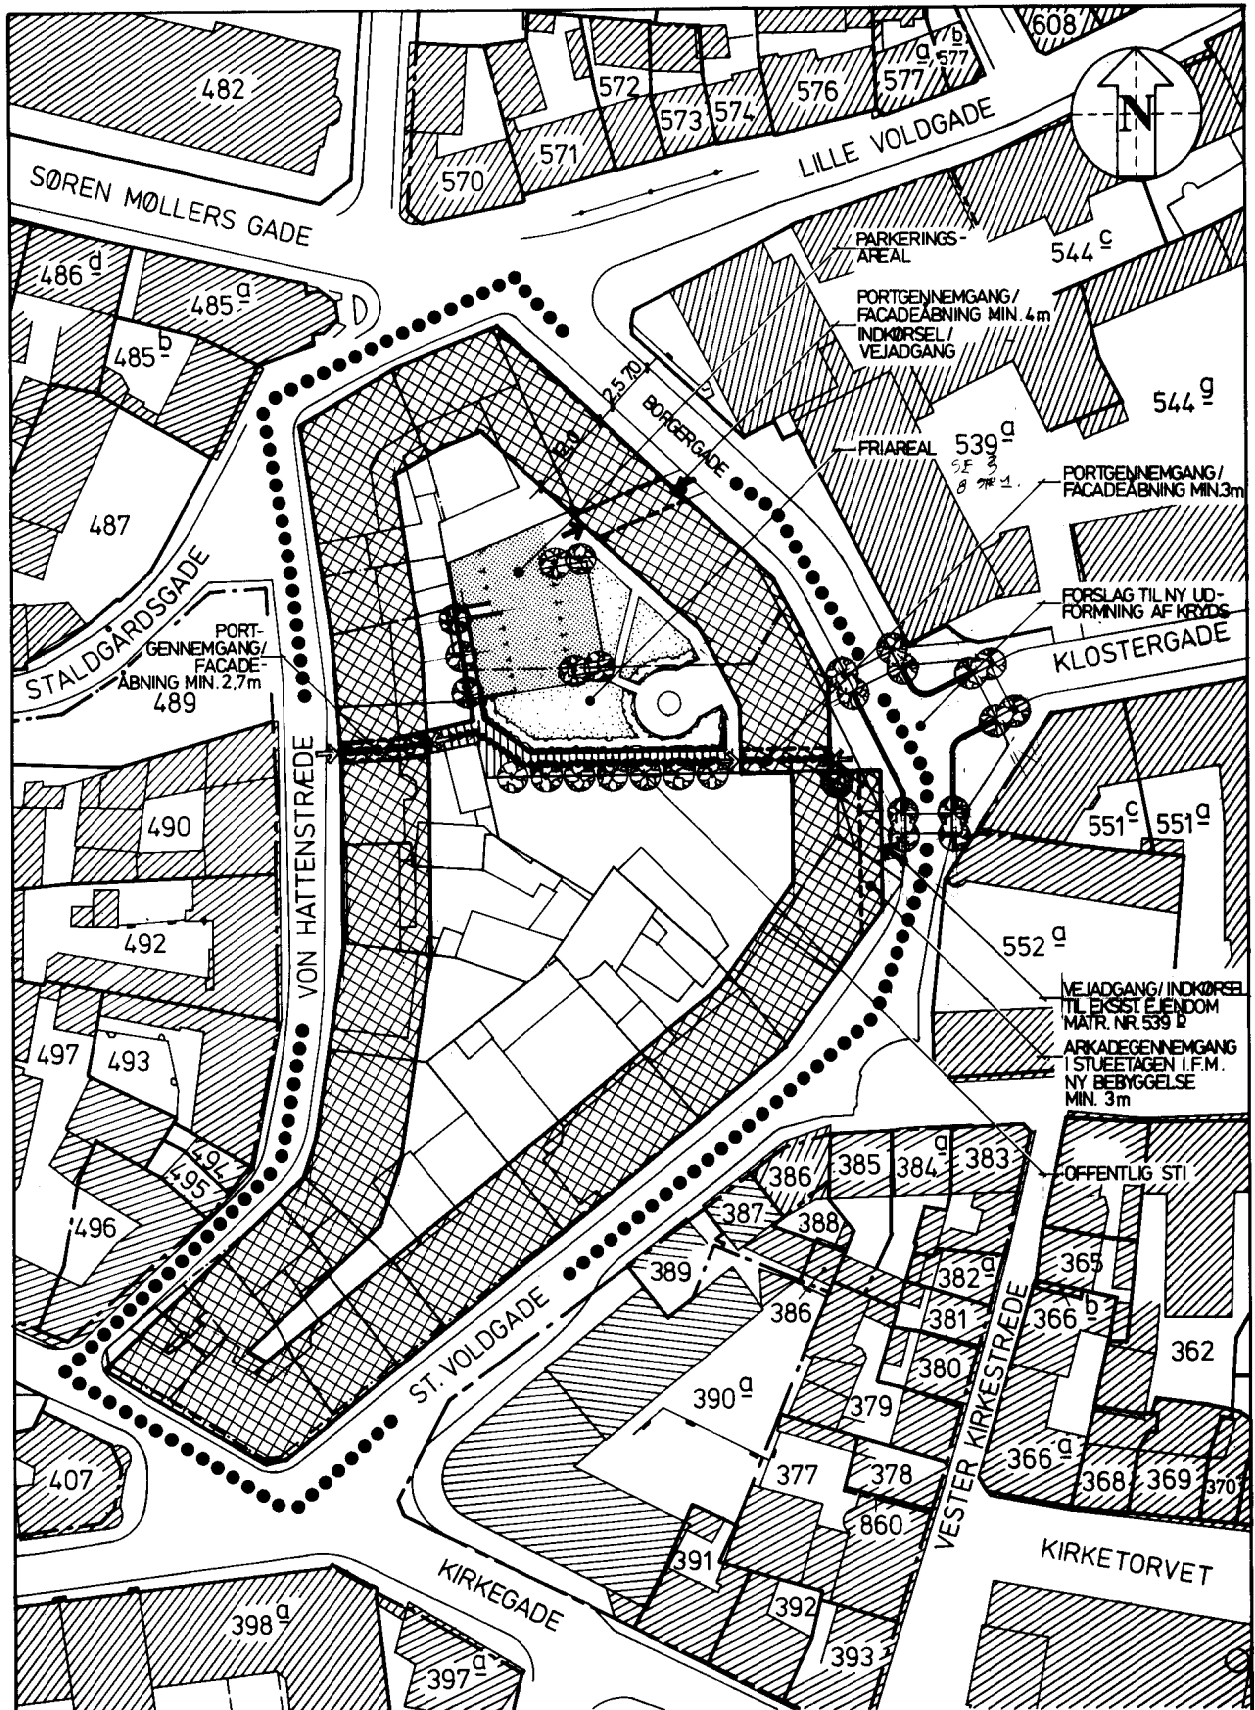 608
a
577
b
577
572
576
482
573
574
571
570
LILLE VOLDGADE
N
SØREN MØLLERS GADE
PARKERINGS-
AREAL
544 c
486 d
485 a
PORTGENNEMGANG/
FACADEÅBNING MIN. 4m
INDKØRSEL/
VEJADGANG
485 b
2,5 7,0
BORGERGADE
544 g
8,0
FRIAREAL
539 a
PORTGENNEMGANG/
FACADEÅBNING MIN.3m
487
STALDGÅRDSGADE
FORSLAG TIL NY UD-
FORMNING AF KRYDS
KLOSTERGADE
PORT-
GENNEMGANG/
FACADE-
ÅBNING MIN. 2,7m
489
VON HATTENSTRÆDE
490
551 c
551 a
492
552 a
VEJADGANG/INDKØRSEL
TIL EKSIST. EJENDOM
MATR. NR. 539 b
497
493
ARKADEGENNEMGANG
I STUEETAGEN I.F.M.
NY BEBYGGELSE
MIN. 3m
494
495
496
386
385
384 a
383
OFFENTLIG STI
387
388
389
386
382 a
365
381
366 b
380
362
ST. VOLDGADE
390 a
379
VESTER KIRKESTRÆDE
366 a
368
369
370
407
377
378
860
391
KIRKETORVET
KIRKEGADE
392
398 a
397 a
393